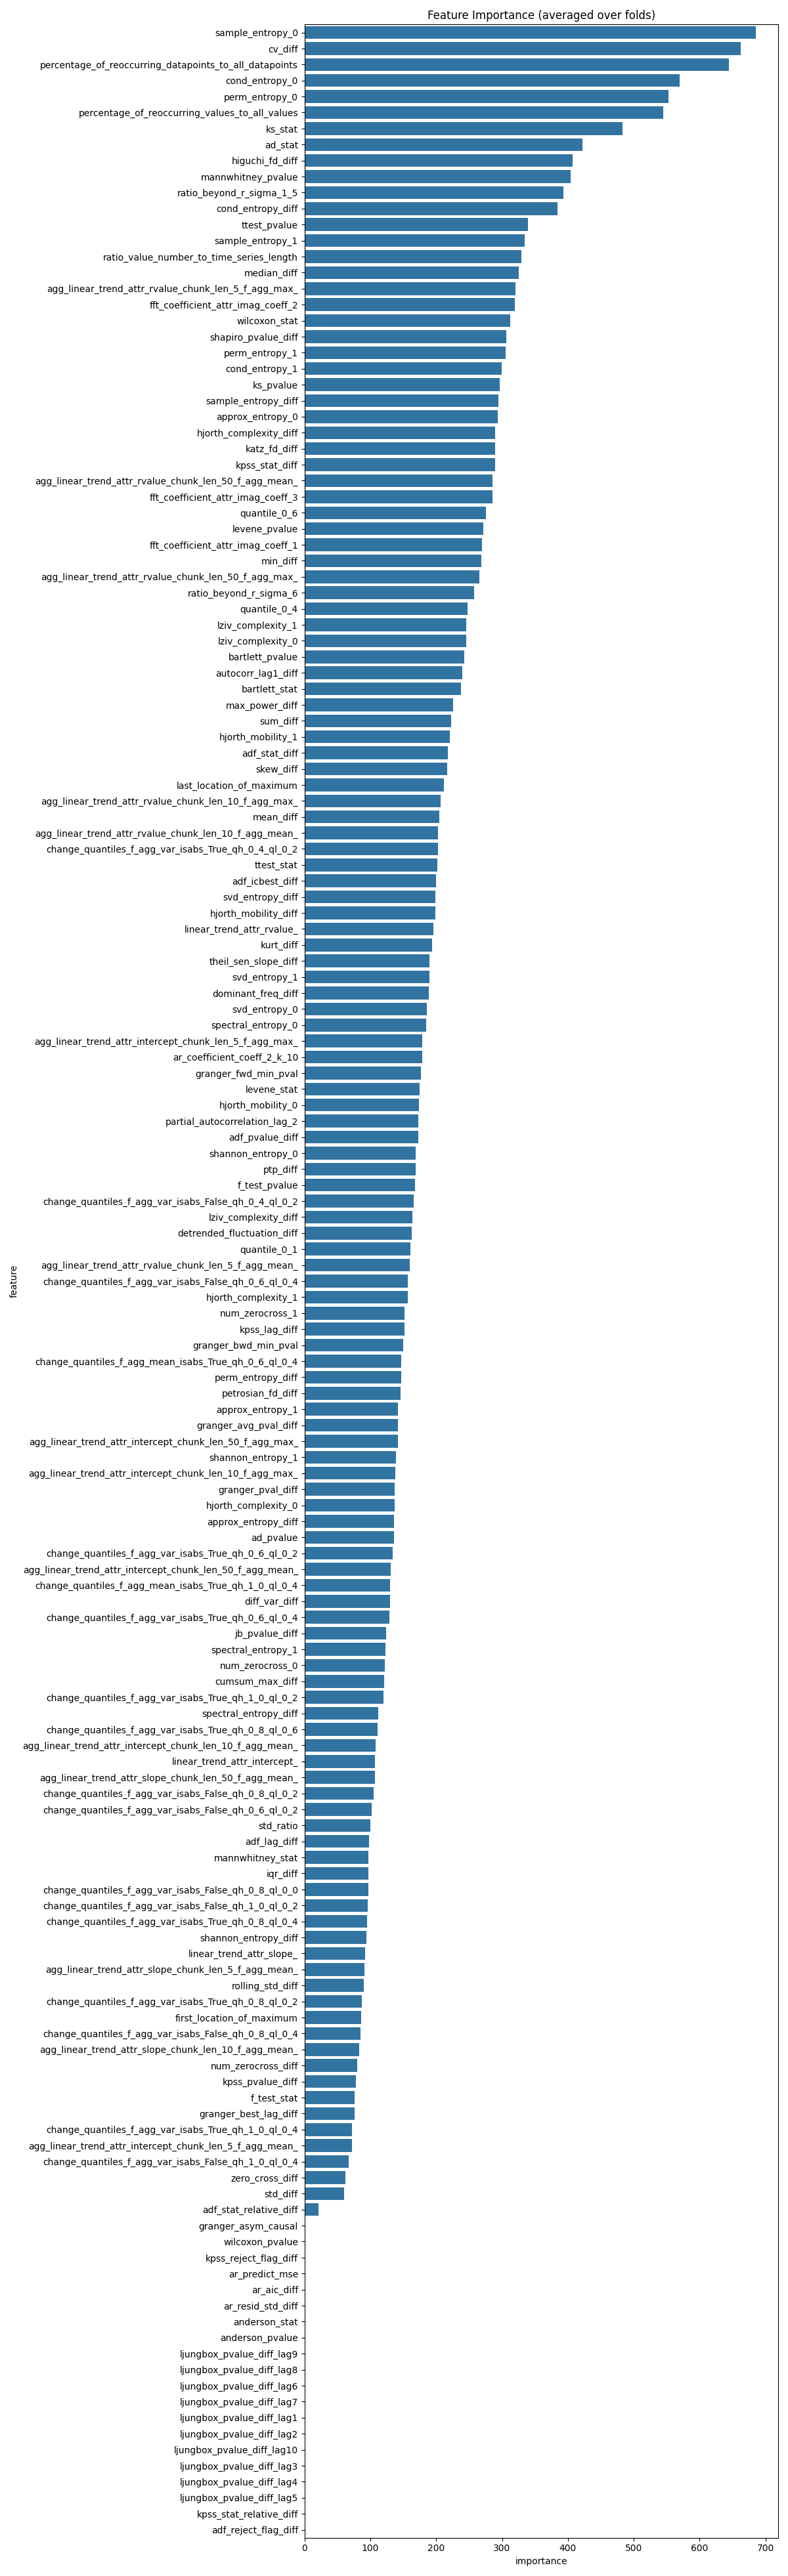 Feature Importance (averaged over folds)
sample_entropy_0
cv_diff
percentage_of_reoccurring_datapoints_to_all_datapoints
cond_entropy_0
perm_entropy_0
percentage_of_reoccurring_values_to_all_values
ks_stat
ad_stat
higuchi_fd_diff
mannwhitney_pvalue
ratio_beyond_r_sigma_1_5
cond_entropy_diff
ttest_pvalue
sample_entropy_1
ratio_value_number_to_time_series_length
median_diff
agg_linear_trend_attr_rvalue_chunk_len_5_f_agg_max_
fft_coefficient_attr_imag_coeff_2
wilcoxon_stat
shapiro_pvalue_diff
perm_entropy_1
cond_entropy_1
ks_pvalue
sample_entropy_diff
approx_entropy_0
hjorth_complexity_diff
katz_fd_diff
kpss_stat_diff
agg_linear_trend_attr_rvalue_chunk_len_50_f_agg_mean_
fft_coefficient_attr_imag_coeff_3
quantile_0_6
levene_pvalue
fft_coefficient_attr_imag_coeff_1
min_diff
agg_linear_trend_attr_rvalue_chunk_len_50_f_agg_max_
ratio_beyond_r_sigma_6
quantile_0_4
lziv_complexity_1
lziv_complexity_0
bartlett_pvalue
autocorr_lag1_diff
bartlett_stat
max_power_diff
sum_diff
hjorth_mobility_1
adf_stat_diff
skew_diff
last_location_of_maximum
agg_linear_trend_attr_rvalue_chunk_len_10_f_agg_max_
mean_diff
agg_linear_trend_attr_rvalue_chunk_len_10_f_agg_mean_
change_quantiles_f_agg_var_isabs_True_qh_0_4_ql_0_2
ttest_stat
adf_icbest_diff
svd_entropy_diff
hjorth_mobility_diff
linear_trend_attr_rvalue_
kurt_diff
theil_sen_slope_diff
svd_entropy_1
dominant_freq_diff
svd_entropy_0
spectral_entropy_0
agg_linear_trend_attr_intercept_chunk_len_5_f_agg_max_
ar_coefficient_coeff_2_k_10
granger_fwd_min_pval
levene_stat
hjorth_mobility_0
partial_autocorrelation_lag_2
adf_pvalue_diff
shannon_entropy_0
ptp_diff
f_test_pvalue
change_quantiles_f_agg_var_isabs_False_qh_0_4_ql_0_2
lziv_complexity_diff
detrended_fluctuation_diff
quantile_0_1
agg_linear_trend_attr_rvalue_chunk_len_5_f_agg_mean_
change_quantiles_f_agg_var_isabs_False_qh_0_6_ql_0_4
hjorth_complexity_1
num_zerocross_1
kpss_lag_diff
granger_bwd_min_pval
change_quantiles_f_agg_mean_isabs_True_qh_0_6_ql_0_4
perm_entropy_diff
petrosian_fd_diff
approx_entropy_1
granger_avg_pval_diff
agg_linear_trend_attr_intercept_chunk_len_50_f_agg_max_
shannon_entropy_1
agg_linear_trend_attr_intercept_chunk_len_10_f_agg_max_
granger_pval_diff
hjorth_complexity_0
approx_entropy_diff
ad_pvalue
change_quantiles_f_agg_var_isabs_True_qh_0_6_ql_0_2
agg_linear_trend_attr_intercept_chunk_len_50_f_agg_mean_
change_quantiles_f_agg_mean_isabs_True_qh_1_0_ql_0_4
diff_var_diff
change_quantiles_f_agg_var_isabs_True_qh_0_6_ql_0_4
jb_pvalue_diff
spectral_entropy_1
num_zerocross_0
cumsum_max_diff
change_quantiles_f_agg_var_isabs_True_qh_1_0_ql_0_2
spectral_entropy_diff
change_quantiles_f_agg_var_isabs_True_qh_0_8_ql_0_6
agg_linear_trend_attr_intercept_chunk_len_10_f_agg_mean_
linear_trend_attr_intercept_
agg_linear_trend_attr_slope_chunk_len_50_f_agg_mean_
change_quantiles_f_agg_var_isabs_False_qh_0_8_ql_0_2
change_quantiles_f_agg_var_isabs_False_qh_0_6_ql_0_2
std_ratio
adf_lag_diff
mannwhitney_stat
iqr_diff
change_quantiles_f_agg_var_isabs_False_qh_0_8_ql_0_0
change_quantiles_f_agg_var_isabs_False_qh_1_0_ql_0_2
change_quantiles_f_agg_var_isabs_True_qh_0_8_ql_0_4
shannon_entropy_diff
linear_trend_attr_slope_
agg_linear_trend_attr_slope_chunk_len_5_f_agg_mean_
rolling_std_diff
change_quantiles_f_agg_var_isabs_True_qh_0_8_ql_0_2
first_location_of_maximum
change_quantiles_f_agg_var_isabs_False_qh_0_8_ql_0_4
agg_linear_trend_attr_slope_chunk_len_10_f_agg_mean_
num_zerocross_diff
kpss_pvalue_diff
f_test_stat
granger_best_lag_diff
change_quantiles_f_agg_var_isabs_True_qh_1_0_ql_0_4
agg_linear_trend_attr_intercept_chunk_len_5_f_agg_mean_
change_quantiles_f_agg_var_isabs_False_qh_1_0_ql_0_4
zero_cross_diff
std_diff
adf_stat_relative_diff
granger_asym_causal
wilcoxon_pvalue
kpss_reject_flag_diff
ar_predict_mse
ar_aic_diff
ar_resid_std_diff
anderson_stat
anderson_pvalue
ljungbox_pvalue_diff_lag9
ljungbox_pvalue_diff_lag8
ljungbox_pvalue_diff_lag6
ljungbox_pvalue_diff_lag7
ljungbox_pvalue_diff_lag1
ljungbox_pvalue_diff_lag2
ljungbox_pvalue_diff_lag10
ljungbox_pvalue_diff_lag3
ljungbox_pvalue_diff_lag4
ljungbox_pvalue_diff_lag5
kpss_stat_relative_diff
adf_reject_flag_diff
feature
0 100 200 300 400 500 600 700
importance